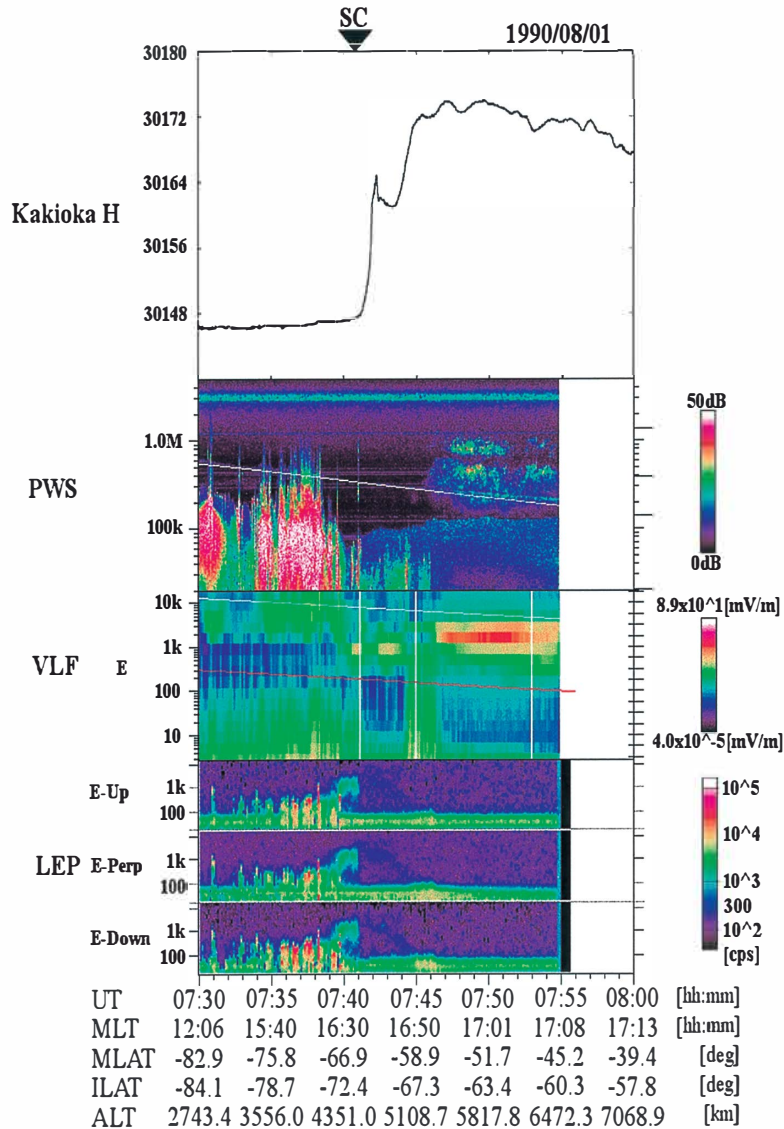 SC
1990/08/01
30180
30172
30164
30156
30148
Kakioka H
1.0M
100k
PWS
50dB
0dB
10k
1k
100
10
VLF E
8.9x10^1[mV/m]
4.0x10^-5[mV/m]
E-Up
1k
100
LEP E-Perp
1k
100
E-Down
1k
100
10^5
10^4
10^3
300
10^2
[cps]
UT 07:30 07:35 07:40 07:45 07:50 07:55 08:00 [hh:mm]
MLT 12:06 15:40 16:30 16:50 17:01 17:08 17:13 [hh:mm]
MLAT -82.9 -75.8 -66.9 -58.9 -51.7 -45.2 -39.4 [deg]
ILAT -84.1 -78.7 -72.4 -67.3 -63.4 -60.3 -57.8 [deg]
ALT 2743.4 3556.0 4351.0 5108.7 5817.8 6472.3 7068.9 [km]